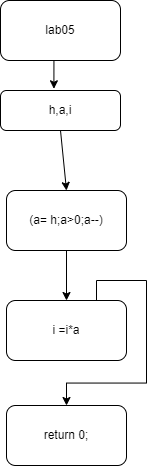 lab05
h,a,i
(a= h;a>0;a--)
i =i*a
return 0;